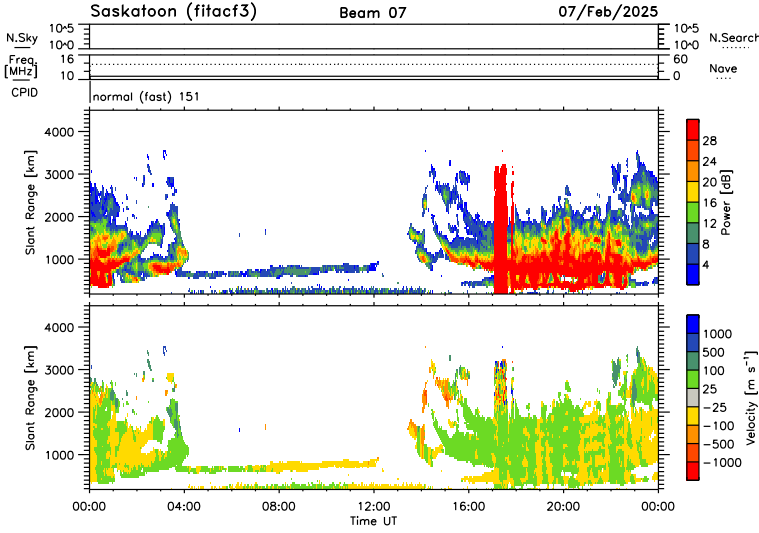 Saskatoon (fitacf3) Beam 07 07/Feb/2025
10^5 10^5
N.Sky N.Search
10^0 10^0
Freq. 16 60
[MHz] Nave
10 0
CPID normal (fast) 151
4000
3000
2000
1000
Slant Range [km]
28
24
20
16
12
8
4
Power [dB]
4000
3000
2000
1000
Slant Range [km]
1000
500
100
25
-25
-100
-500
-1000
Velocity [m s⁻¹]
00:00 04:00 08:00 12:00 16:00 20:00 00:00
Time UT